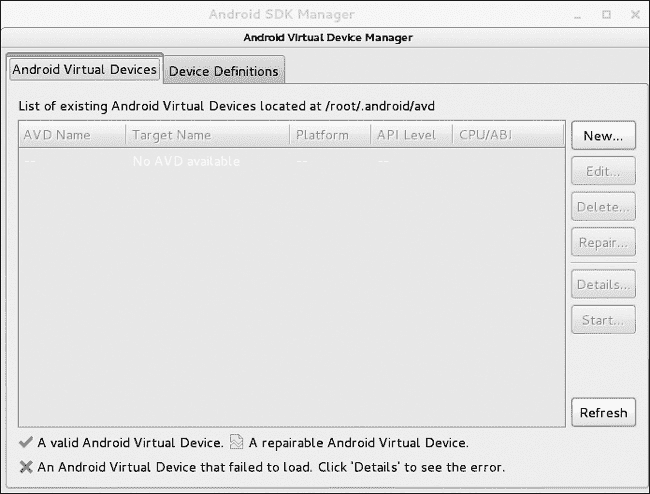 Android SDK Manager
Android Virtual Device Manager
Android Virtual Devices Device Definitions
List of existing Android Virtual Devices located at /root/.android/avd
AVD Name Target Name Platform API Level CPU/ABI
-- No AVD available -- --
New...
Edit...
Delete...
Repair...
Details...
Start...
Refresh
A valid Android Virtual Device. A repairable Android Virtual Device.
An Android Virtual Device that failed to load. Click 'Details' to see the error.